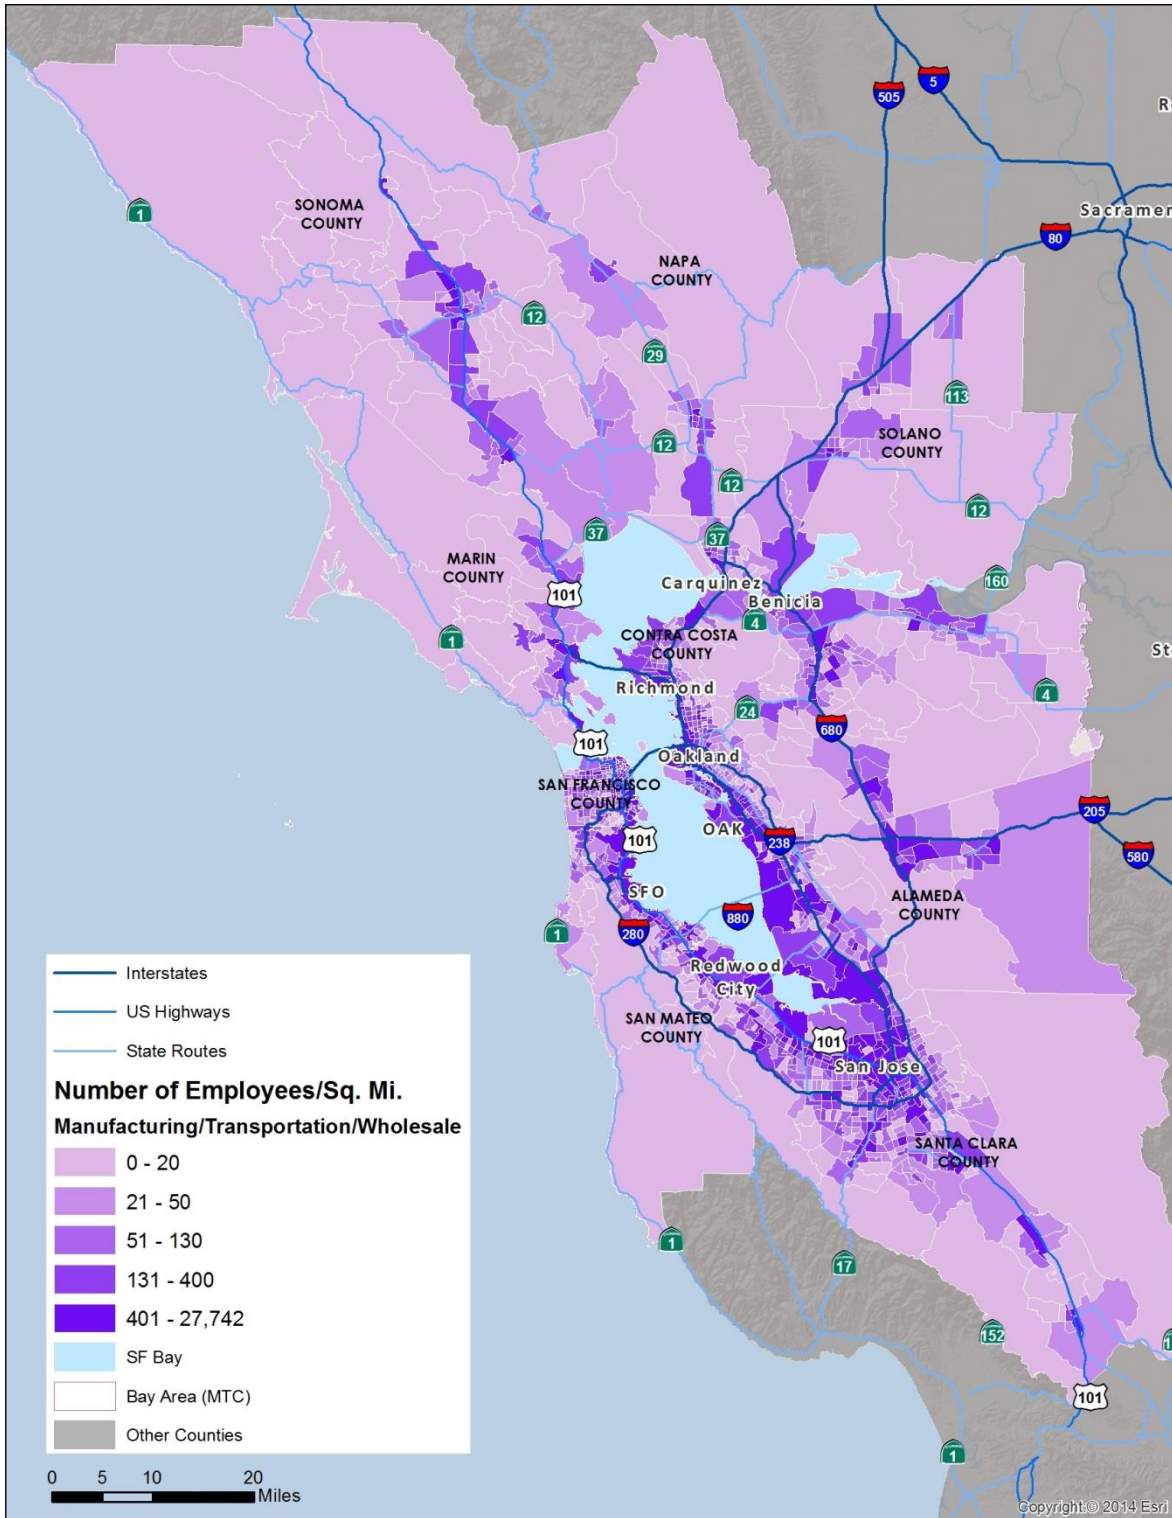 5
505
R
1
SONOMA
COUNTY
Sacramen
80
NAPA
COUNTY
12
29
113
SOLANO
COUNTY
12
12
12
37
37
MARIN
COUNTY
160
Carquinez
101
Benicia
4
1
CONTRA COSTA
COUNTY
St
Richmond
4
24
680
101
Oakland
SAN FRANCISCO
COUNTY
205
OAK
101
238
580
SFO
ALAMEDA
COUNTY
880
1
280
Redwood
City
SAN MATEO
COUNTY
101
San Jose
SANTA CLARA
COUNTY
1
17
152
1
101
1
Interstates
US Highways
State Routes
Number of Employees/Sq. Mi.
Manufacturing/Transportation/Wholesale
0 - 20
21 - 50
51 - 130
131 - 400
401 - 27,742
SF Bay
Bay Area (MTC)
Other Counties
0 5 10 20
Miles
Copyright:© 2014 Esri